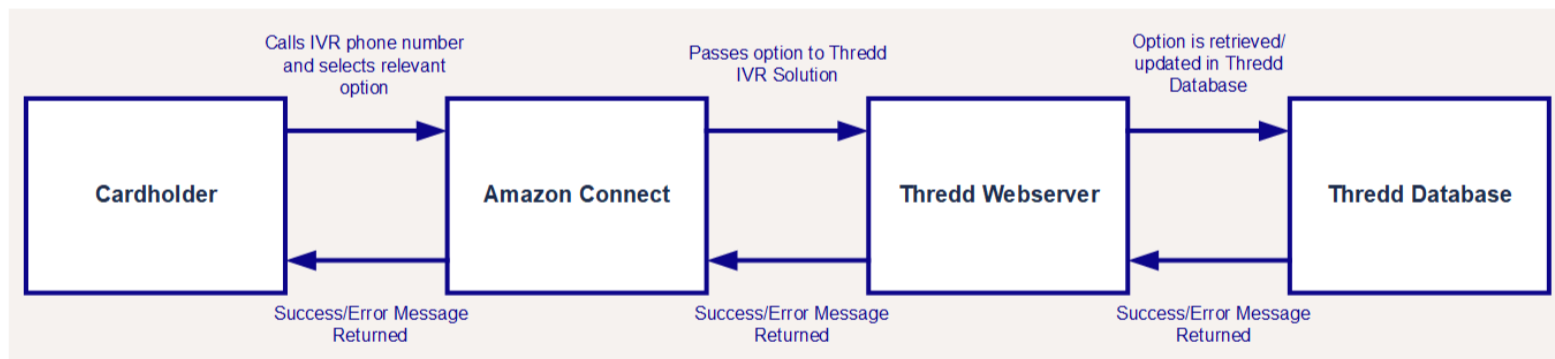 Calls IVR phone number
and selects relevant
option
Passes option to Thredd
IVR Solution
Option is retrieved/
updated in Thredd
Database
Cardholder
Amazon Connect
Thredd Webserver
Thredd Database
Success/Error Message
Returned
Success/Error Message
Returned
Success/Error Message
Returned